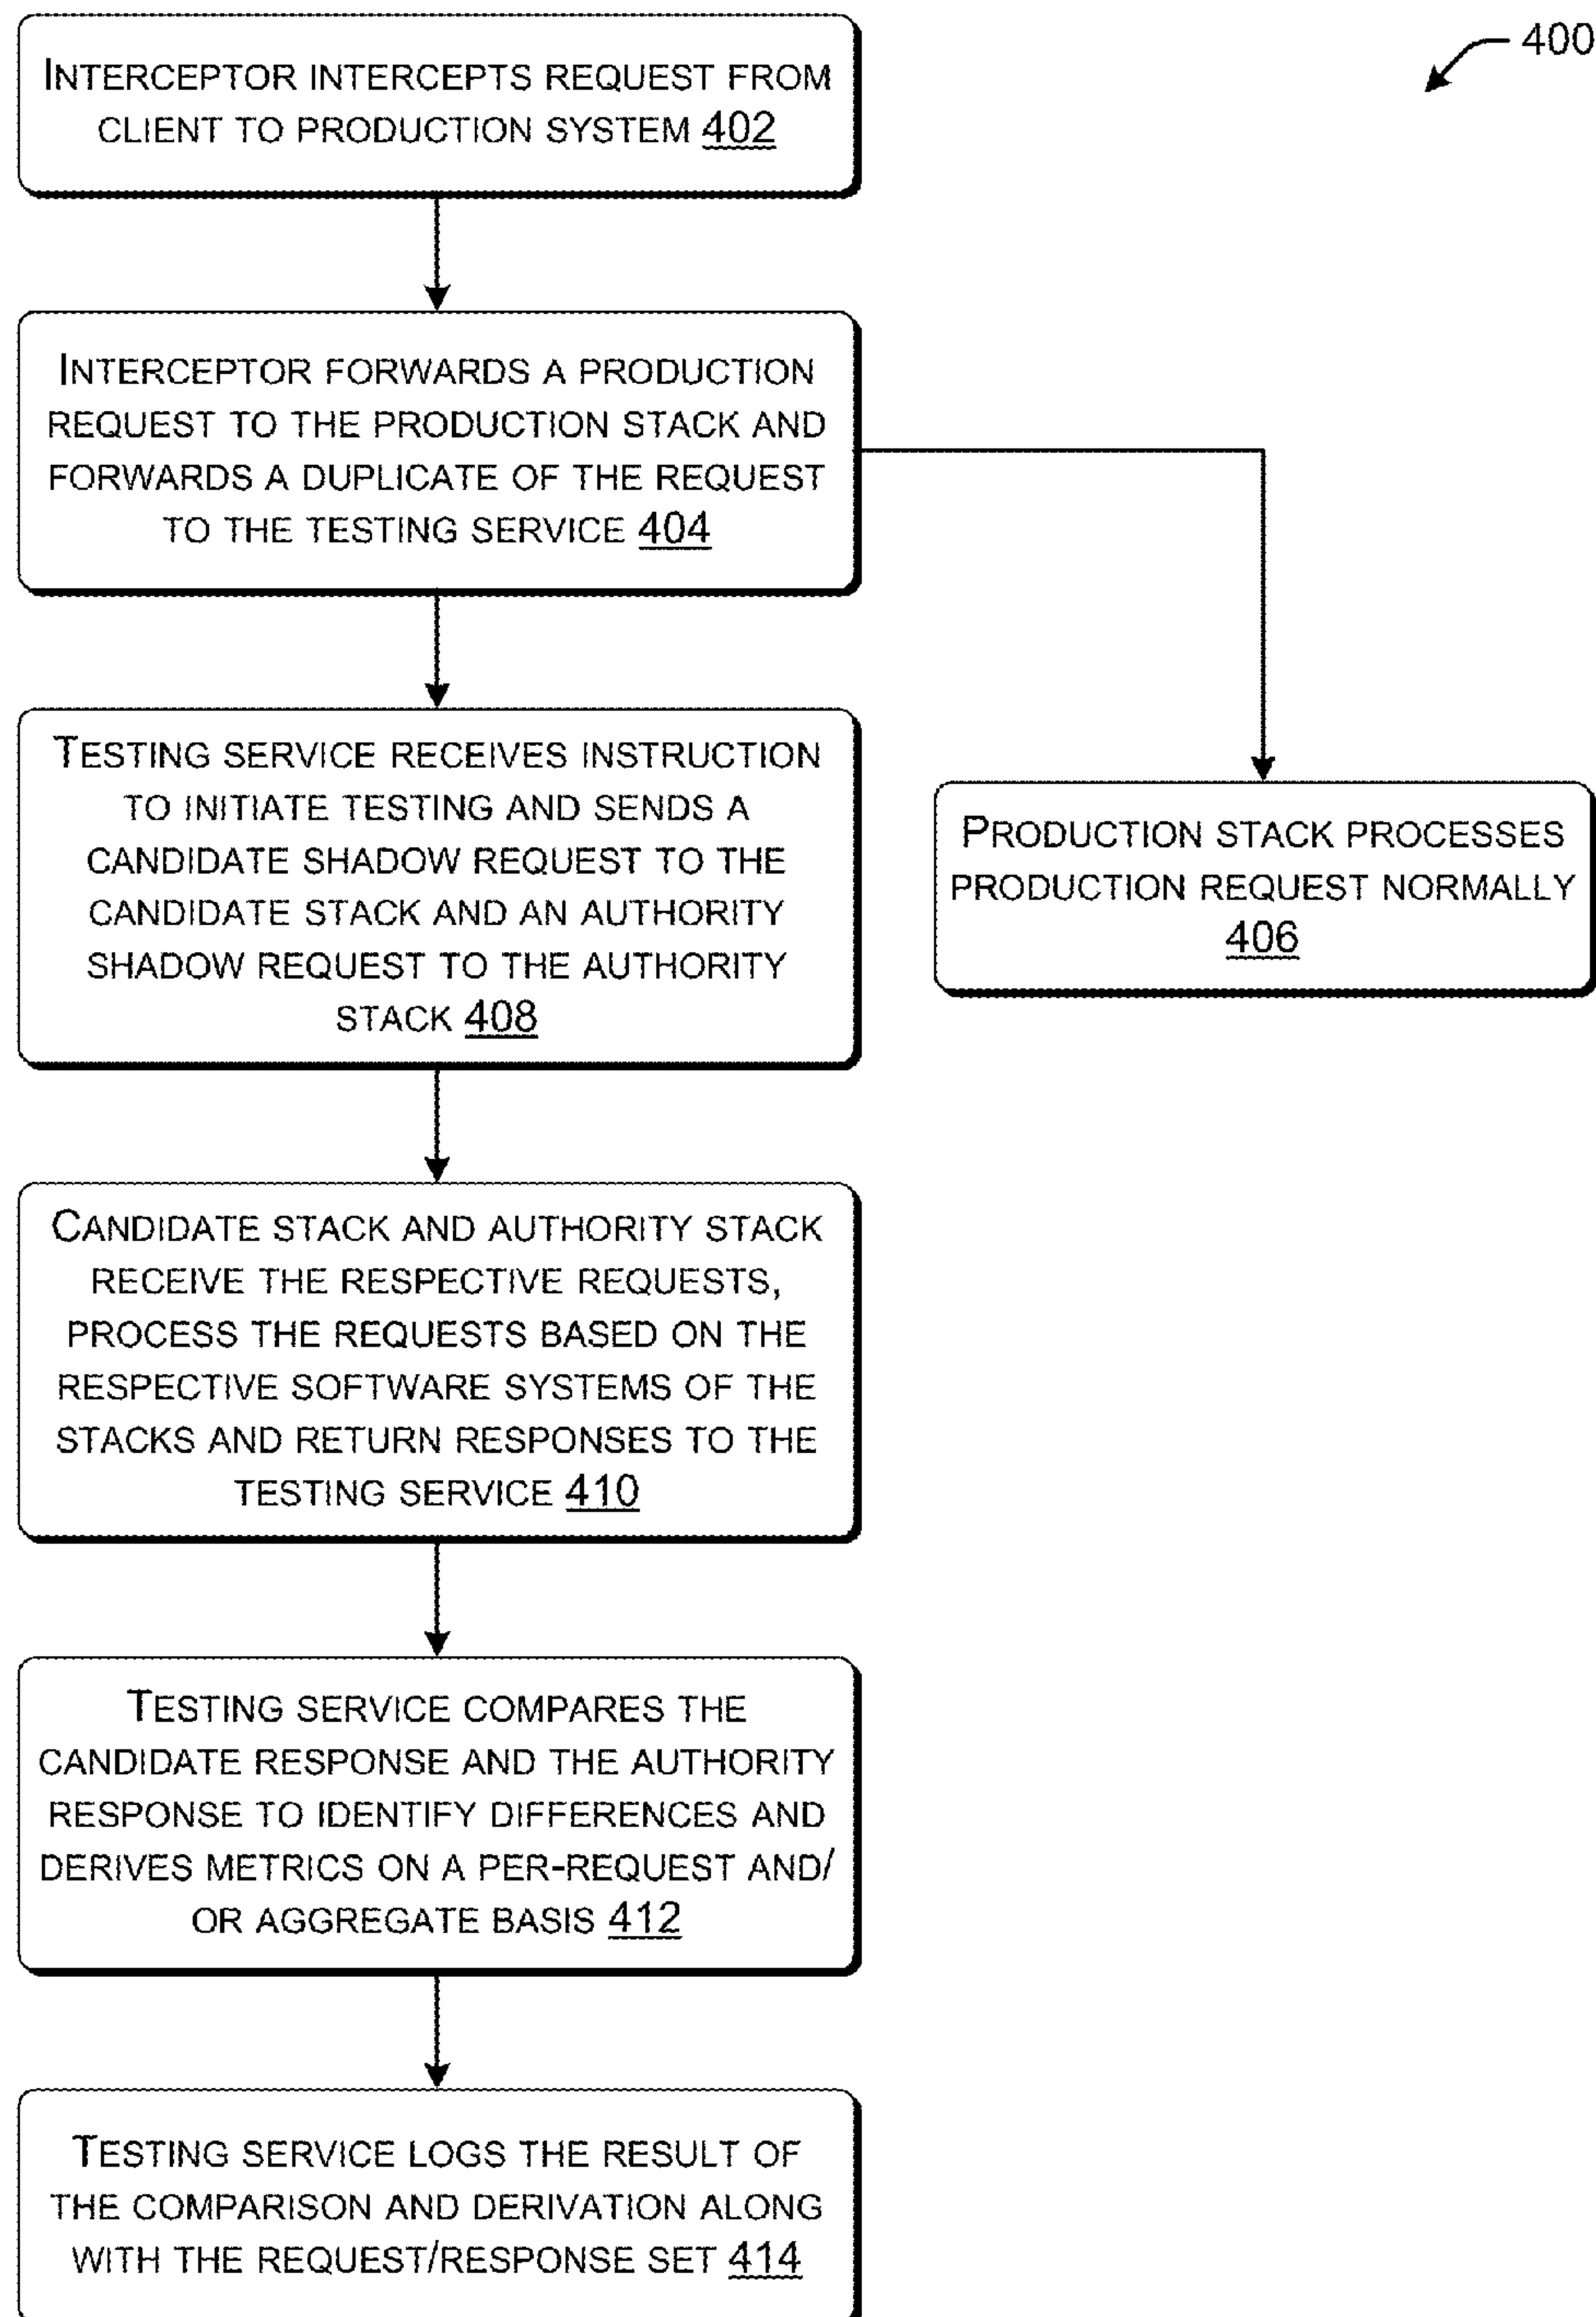 400
INTERCEPTOR INTERCEPTS REQUEST FROM
CLIENT TO PRODUCTION SYSTEM 402
INTERCEPTOR FORWARDS A PRODUCTION
REQUEST TO THE PRODUCTION STACK AND
FORWARDS A DUPLICATE OF THE REQUEST
TO THE TESTING SERVICE 404
TESTING SERVICE RECEIVES INSTRUCTION
TO INITIATE TESTING AND SENDS A
CANDIDATE SHADOW REQUEST TO THE
CANDIDATE STACK AND AN AUTHORITY
SHADOW REQUEST TO THE AUTHORITY
STACK 408
PRODUCTION STACK PROCESSES
PRODUCTION REQUEST NORMALLY
406
CANDIDATE STACK AND AUTHORITY STACK
RECEIVE THE RESPECTIVE REQUESTS,
PROCESS THE REQUESTS BASED ON THE
RESPECTIVE SOFTWARE SYSTEMS OF THE
STACKS AND RETURN RESPONSES TO THE
TESTING SERVICE 410
TESTING SERVICE COMPARES THE
CANDIDATE RESPONSE AND THE AUTHORITY
RESPONSE TO IDENTIFY DIFFERENCES AND
DERIVES METRICS ON A PER-REQUEST AND/
OR AGGREGATE BASIS 412
TESTING SERVICE LOGS THE RESULT OF
THE COMPARISON AND DERIVATION ALONG
WITH THE REQUEST/RESPONSE SET 414